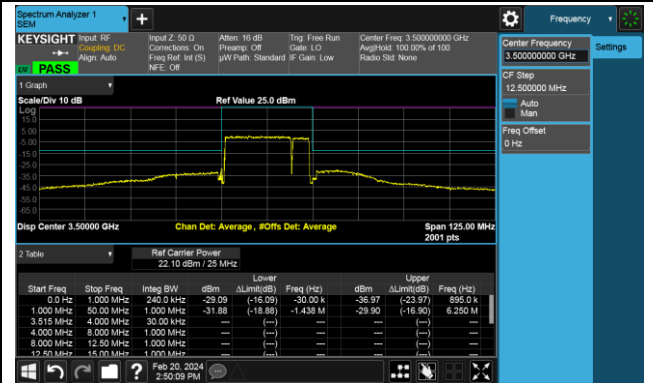 Spectrum Analyzer 1
SEM
Frequency
KEYSIGHT
PASS
Input: RF
Coupling: DC
Align: Auto
Input Z: 50 Ω
Corrections: On
Freq Ref: Int (S)
NFE: Off
Atten: 16 dB
Preamp: Off
µW Path: Standard
Trig: Free Run
Gate: LO
IF Gain: Low
Center Freq: 3.500000000 GHz
Avg|Hold: 100.00% of 100
Radio Std: None
Center Frequency
3.500000000 GHz
Settings
CF Step
12.500000 MHz
Auto
Man
Freq Offset
0 Hz
1 Graph
Scale/Div 10 dB
Ref Value 25.0 dBm
Log
15.0
5.00
-5.00
-15.0
-25.0
-35.0
-45.0
-55.0
-65.0
Disp Center 3.50000 GHz
Chan Det: Average , #Offs Det: Average
Span 125.00 MHz
2001 pts
2 Table
Ref Carrier Power
22.10 dBm / 25 MHz
Lower Upper
Start Freq Stop Freq Integ BW dBm ΔLimit(dB) Freq (Hz) dBm ΔLimit(dB) Freq (Hz)
0.0 Hz 1.000 MHz 240.0 kHz -29.09 (-16.09) -30.00 k -36.97 (-23.97) 895.0 k
1.000 MHz 50.00 MHz 1.000 MHz -31.88 (-18.88) -1.438 M -29.90 (-16.90) 6.250 M
3.515 MHz 4.000 MHz 30.00 kHz --- (---) --- --- (---) ---
4.000 MHz 8.000 MHz 1.000 MHz --- (---) --- --- (---) ---
8.000 MHz 12.50 MHz 1.000 MHz --- (---) --- --- (---) ---
12.50 MHz 15.00 MHz 1.000 MHz --- (---) --- --- (---) ---
Feb 20, 2024
2:50:09 PM